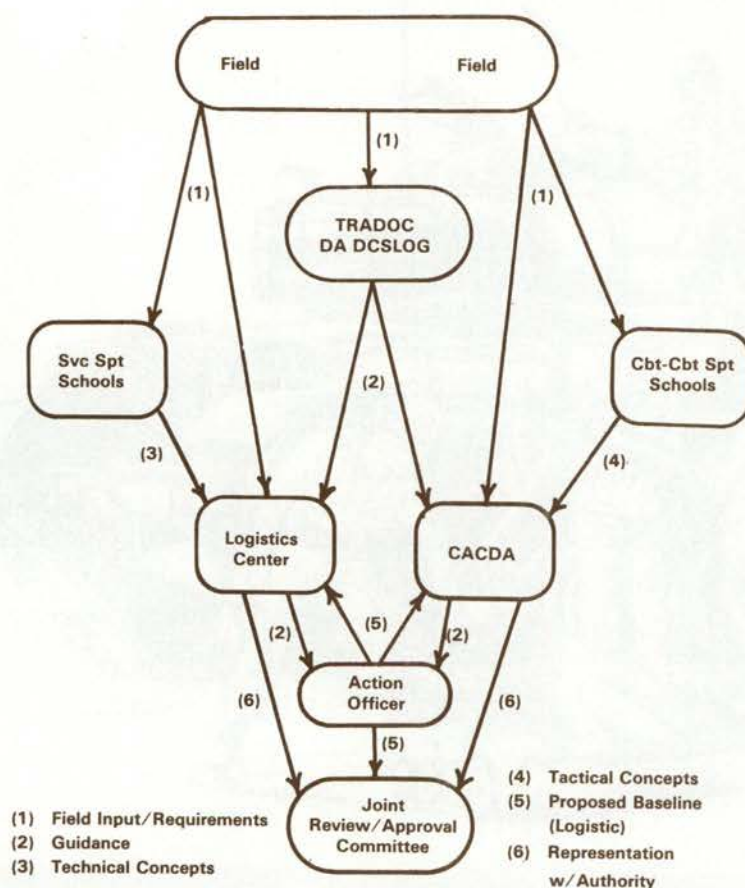 Field Field
(1)
(1) (1)
TRADOC
DA DCSLOG
Svc Spt
Schools
Cbt-Cbt Spt
Schools
(2)
(3) (4)
Logistics
Center
CACDA
(2) (5) (2)
Action
Officer
(6) (6)
(5)
Joint
Review/Approval
Committee
(1) Field Input/Requirements
(2) Guidance
(3) Technical Concepts
(4) Tactical Concepts
(5) Proposed Baseline
(Logistic)
(6) Representation
w/Authority